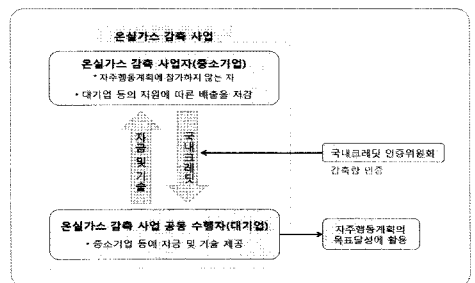 온실가스 감축 사업
온실가스 감축 사업자(중소기업)
* 자주행동계획에 참가하지 않는 자
* 대기업 등의 지원에 따른 배출을 저감
자금 및 기술
국내크레딧
국내크레딧 인증위원회
감축량 인증
온실가스 감축 사업 공동 수행자(대기업)
* 중소기업 등에 자금 및 기술 제공
자주행동계획의
목표달성에 활용